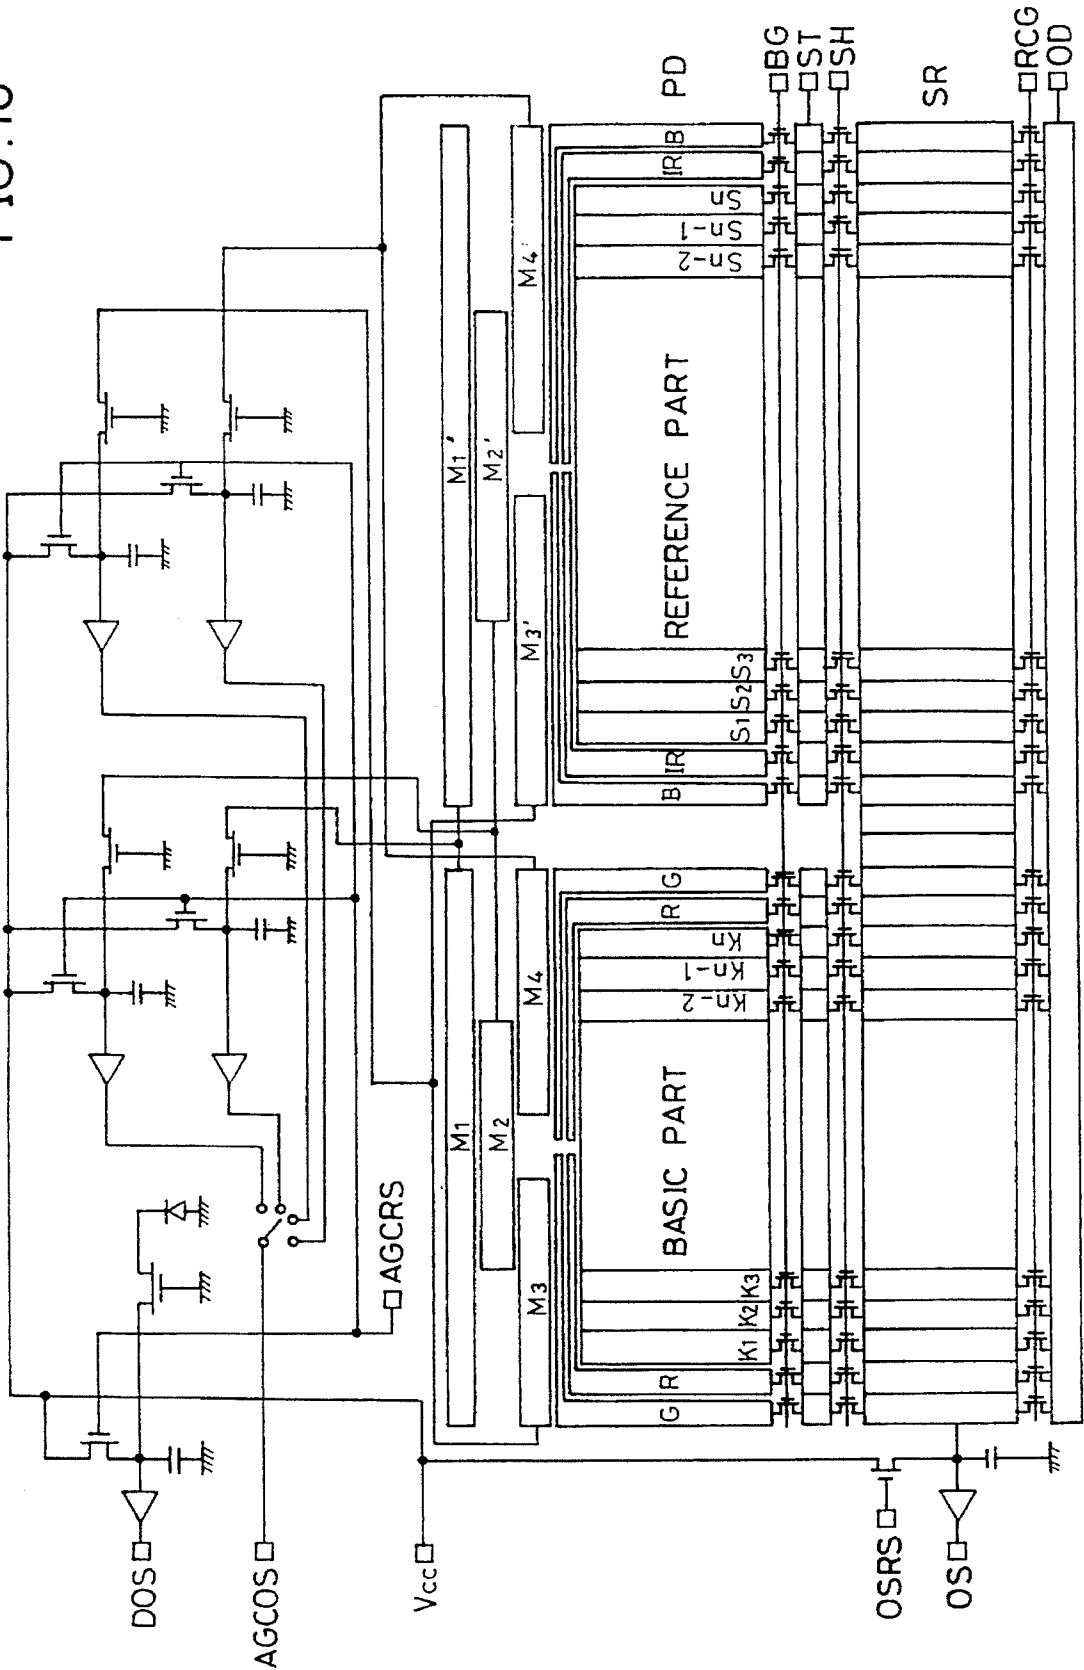 DOS
AGCOS
AGCRS
Vcc
M1
M1'
M2
M2'
M3
M4
M3'
M4
BASIC PART
REFERENCE PART
PD
G R K1 K2 K3 Kn-2 Kn-1 Kn R G
B IR S1 S2 S3 Sn-2 Sn-1 Sn IR B
BG
ST
SH
OSRS
SR
OS
RCG
OD